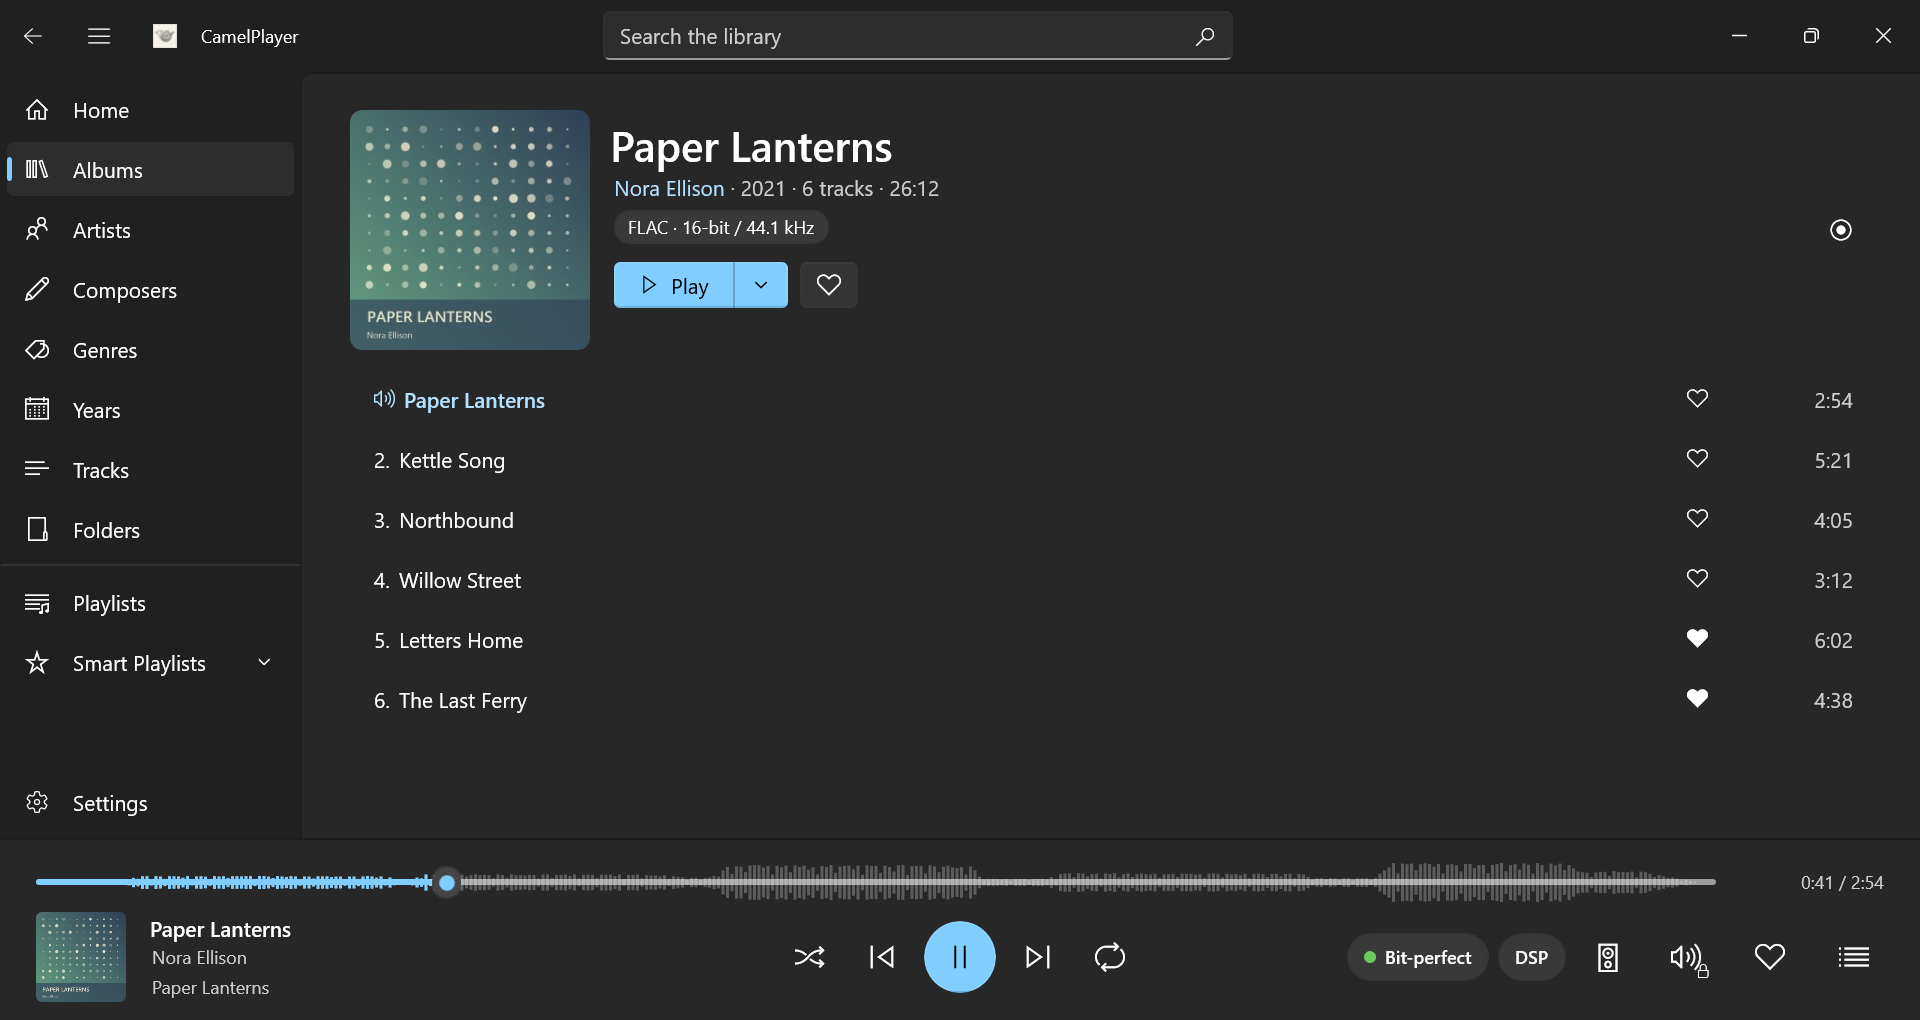 CamelPlayer
Search the library
Home
Albums
Artists
Composers
Genres
Years
Tracks
Folders
Playlists
Smart Playlists
Settings
PAPER LANTERNS
Nora Ellison
Paper Lanterns
Nora Ellison · 2021 · 6 tracks · 26:12
FLAC · 16-bit / 44.1 kHz
Play
Paper Lanterns 2:54
2. Kettle Song 5:21
3. Northbound 4:05
4. Willow Street 3:12
5. Letters Home 6:02
6. The Last Ferry 4:38
0:41 / 2:54
PAPER LANTERNS
Paper Lanterns
Nora Ellison
Paper Lanterns
Bit-perfect
DSP